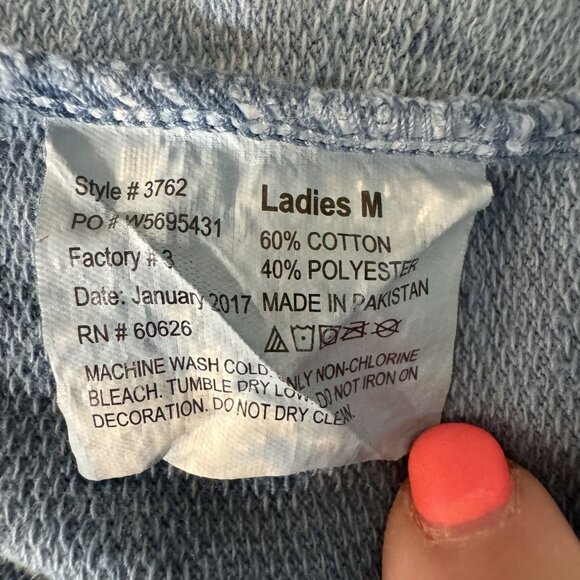 Style # 3762
PO # W5695431
Factory # 3
Date: January 2017
RN # 60626
Ladies M
60% COTTON
40% POLYESTER
MADE IN PAKISTAN
MACHINE WASH COLD. ONLY NON-CHLORINE
BLEACH. TUMBLE DRY LOW. DO NOT IRON ON
DECORATION. DO NOT DRY CLEAN.